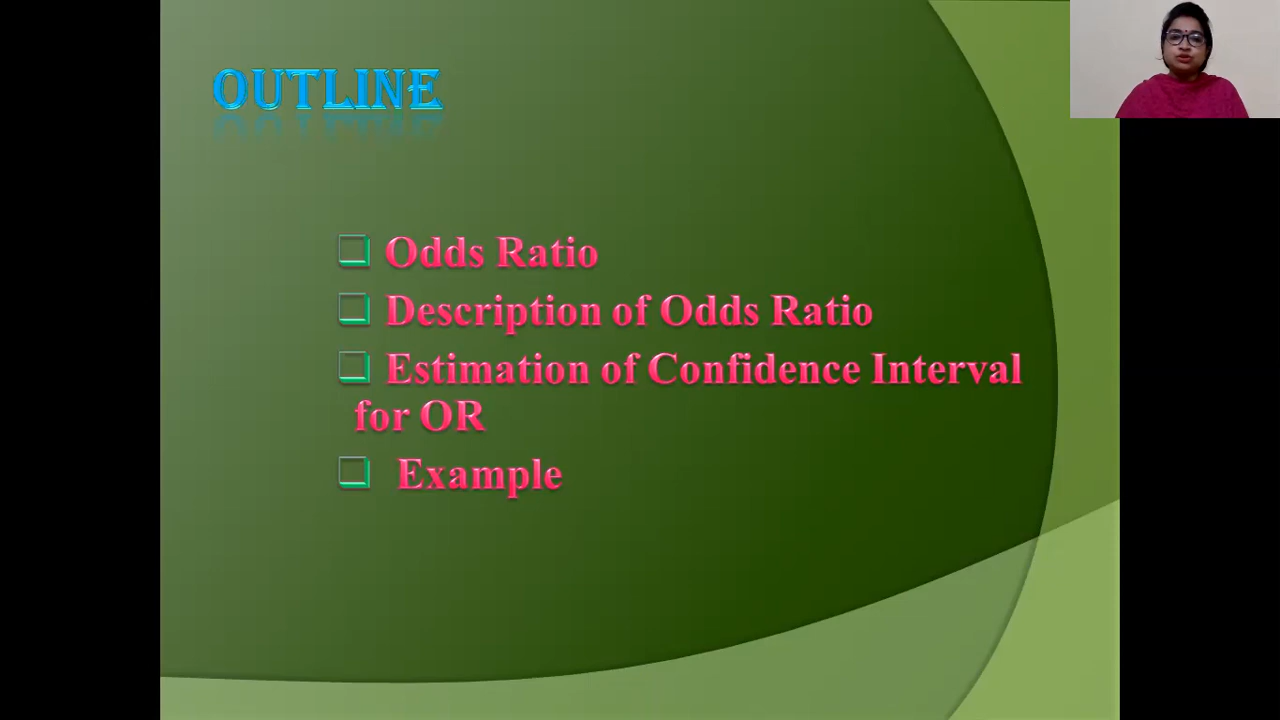 OUTLINE
Odds Ratio
Description of Odds Ratio
Estimation of Confidence Interval
for OR
Example